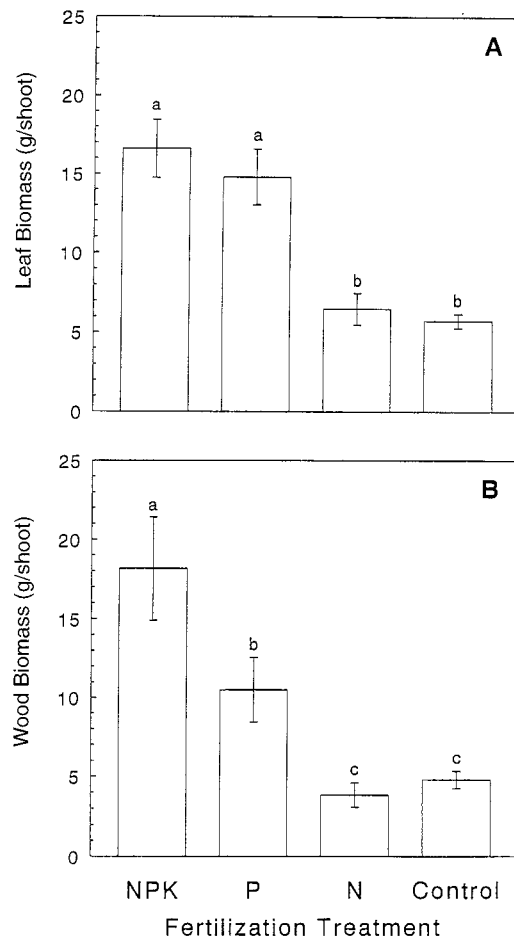 25
A
20
a
a
15
Leaf Biomass (g/shoot)
10
b
b
5
0
25
B
a
20
15
Wood Biomass (g/shoot)
b
10
c
c
5
0
NPK P N Control
Fertilization Treatment